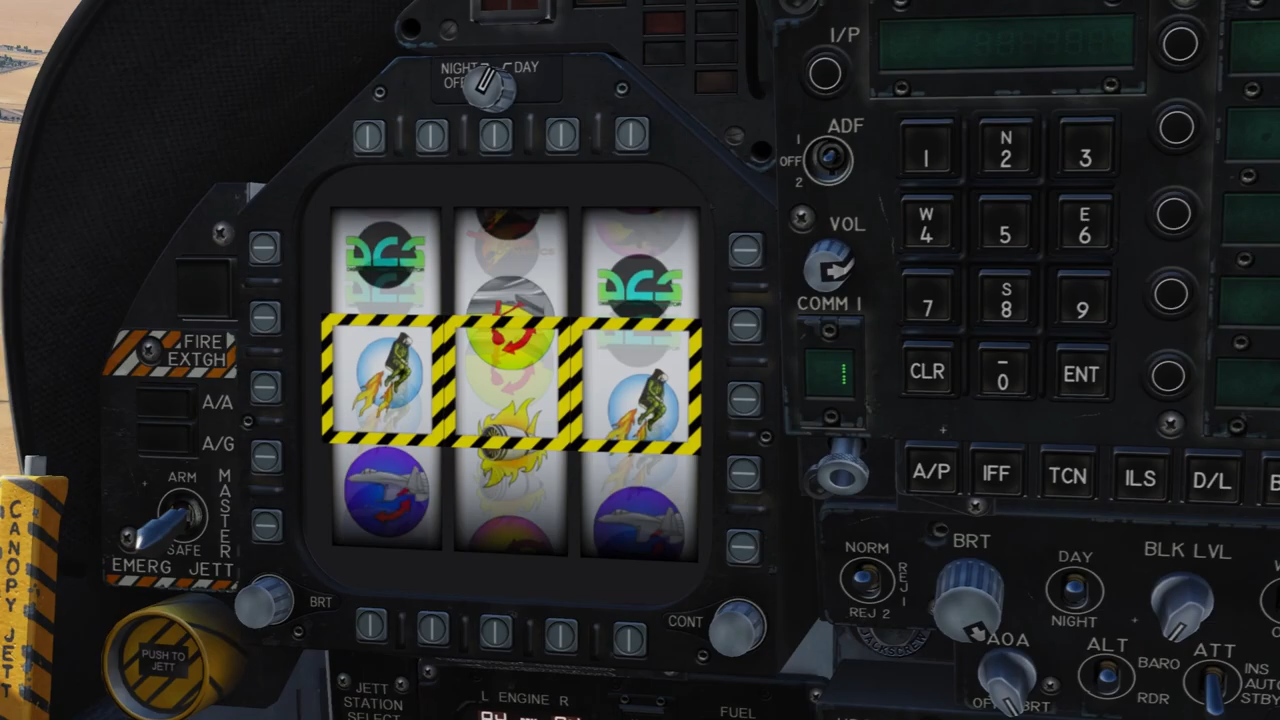 NIGHT DAY
OFF
I/P
ADF
1
OFF
2
VOL
COMM 1
1
N
2
3
W
4
5
E
6
7
S
8
9
CLR
–
0
ENT
A/P
IFF
TCN
ILS
D/L
B
DCS
DCS
FIRE
EXTGH
A/A
A/G
MASTER
ARM
SAFE
EMERG JETT
CANOPY JETT
PUSH TO
JETT
BRT
CONT
NORM
REJ 1
REJ 2
BRT
DAY
NIGHT
BLK LVL
AOA
OFF
BRT
ALT
BARO
RDR
ATT
INS
AUTO
STBY
JACKSCREW
JETT
STATION
SELECT
L ENGINE R
FUEL